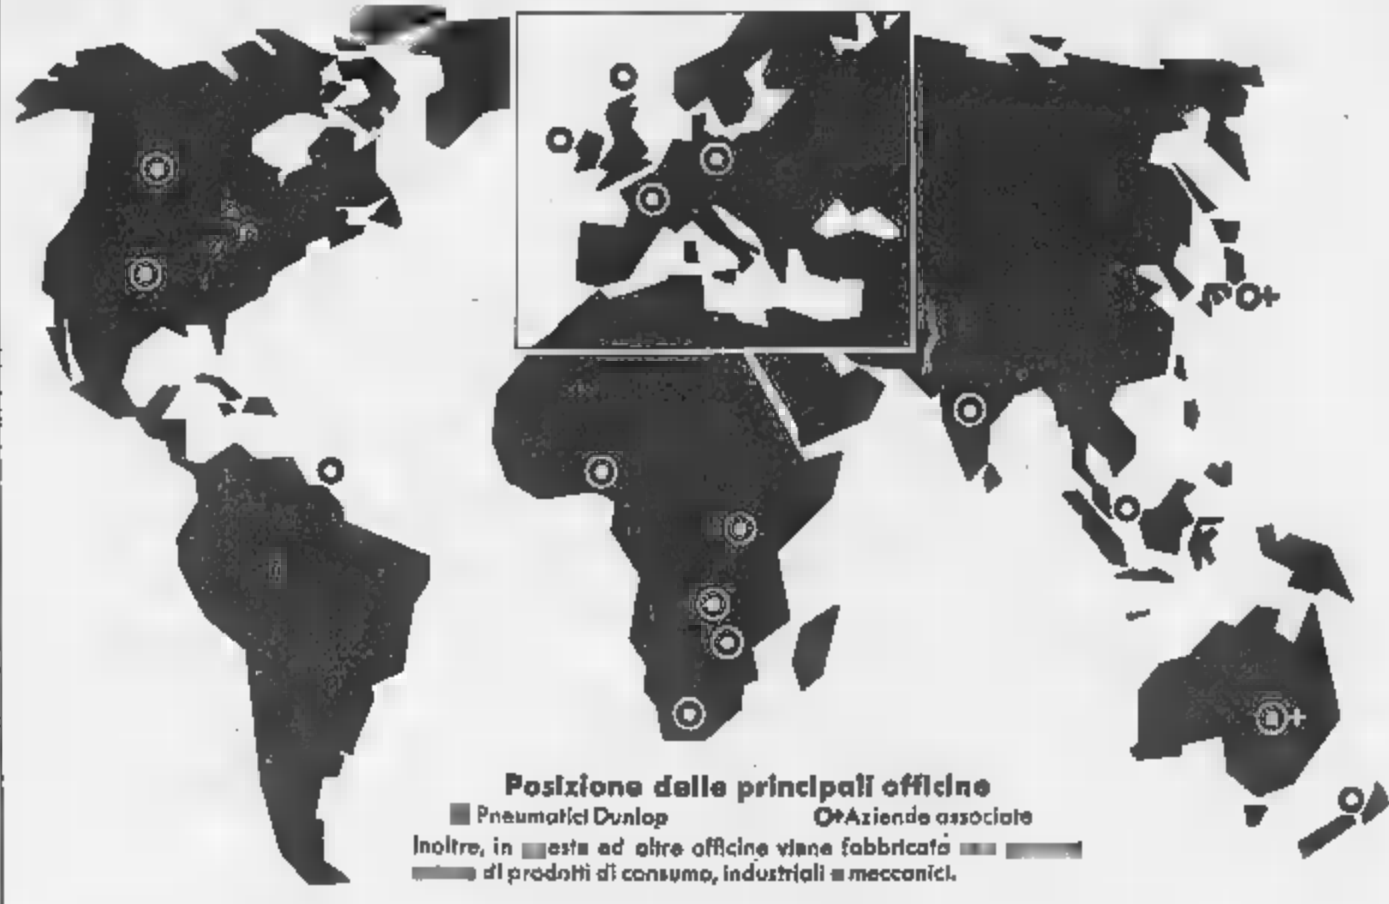 Posizione delle principali officine
Pneumatici Dunlop
O+Aziende associate
Inoltre, in ed altre officine viene fabbricata
di prodotti di consumo, industriali e meccanici.